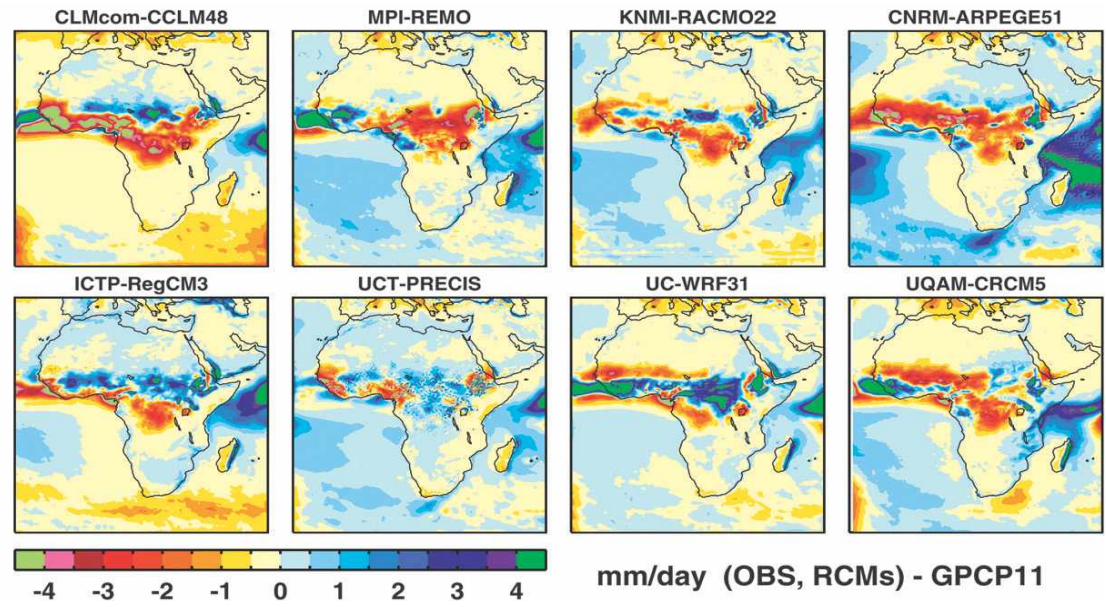 CLMcom-CCLM48 MPI-REMO KNMI-RACMO22 CNRM-ARPEGE51
ICTP-RegCM3 UCT-PRECIS UC-WRF31 UQAM-CRCM5
-4 -3 -2 -1 0 1 2 3 4
mm/day (OBS, RCMs) - GPCP11